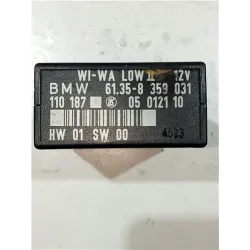 WI-WA LOW II 12V
BMW 61.35-8 359 031
110 187 05 0121 10
HW 01 SW 00